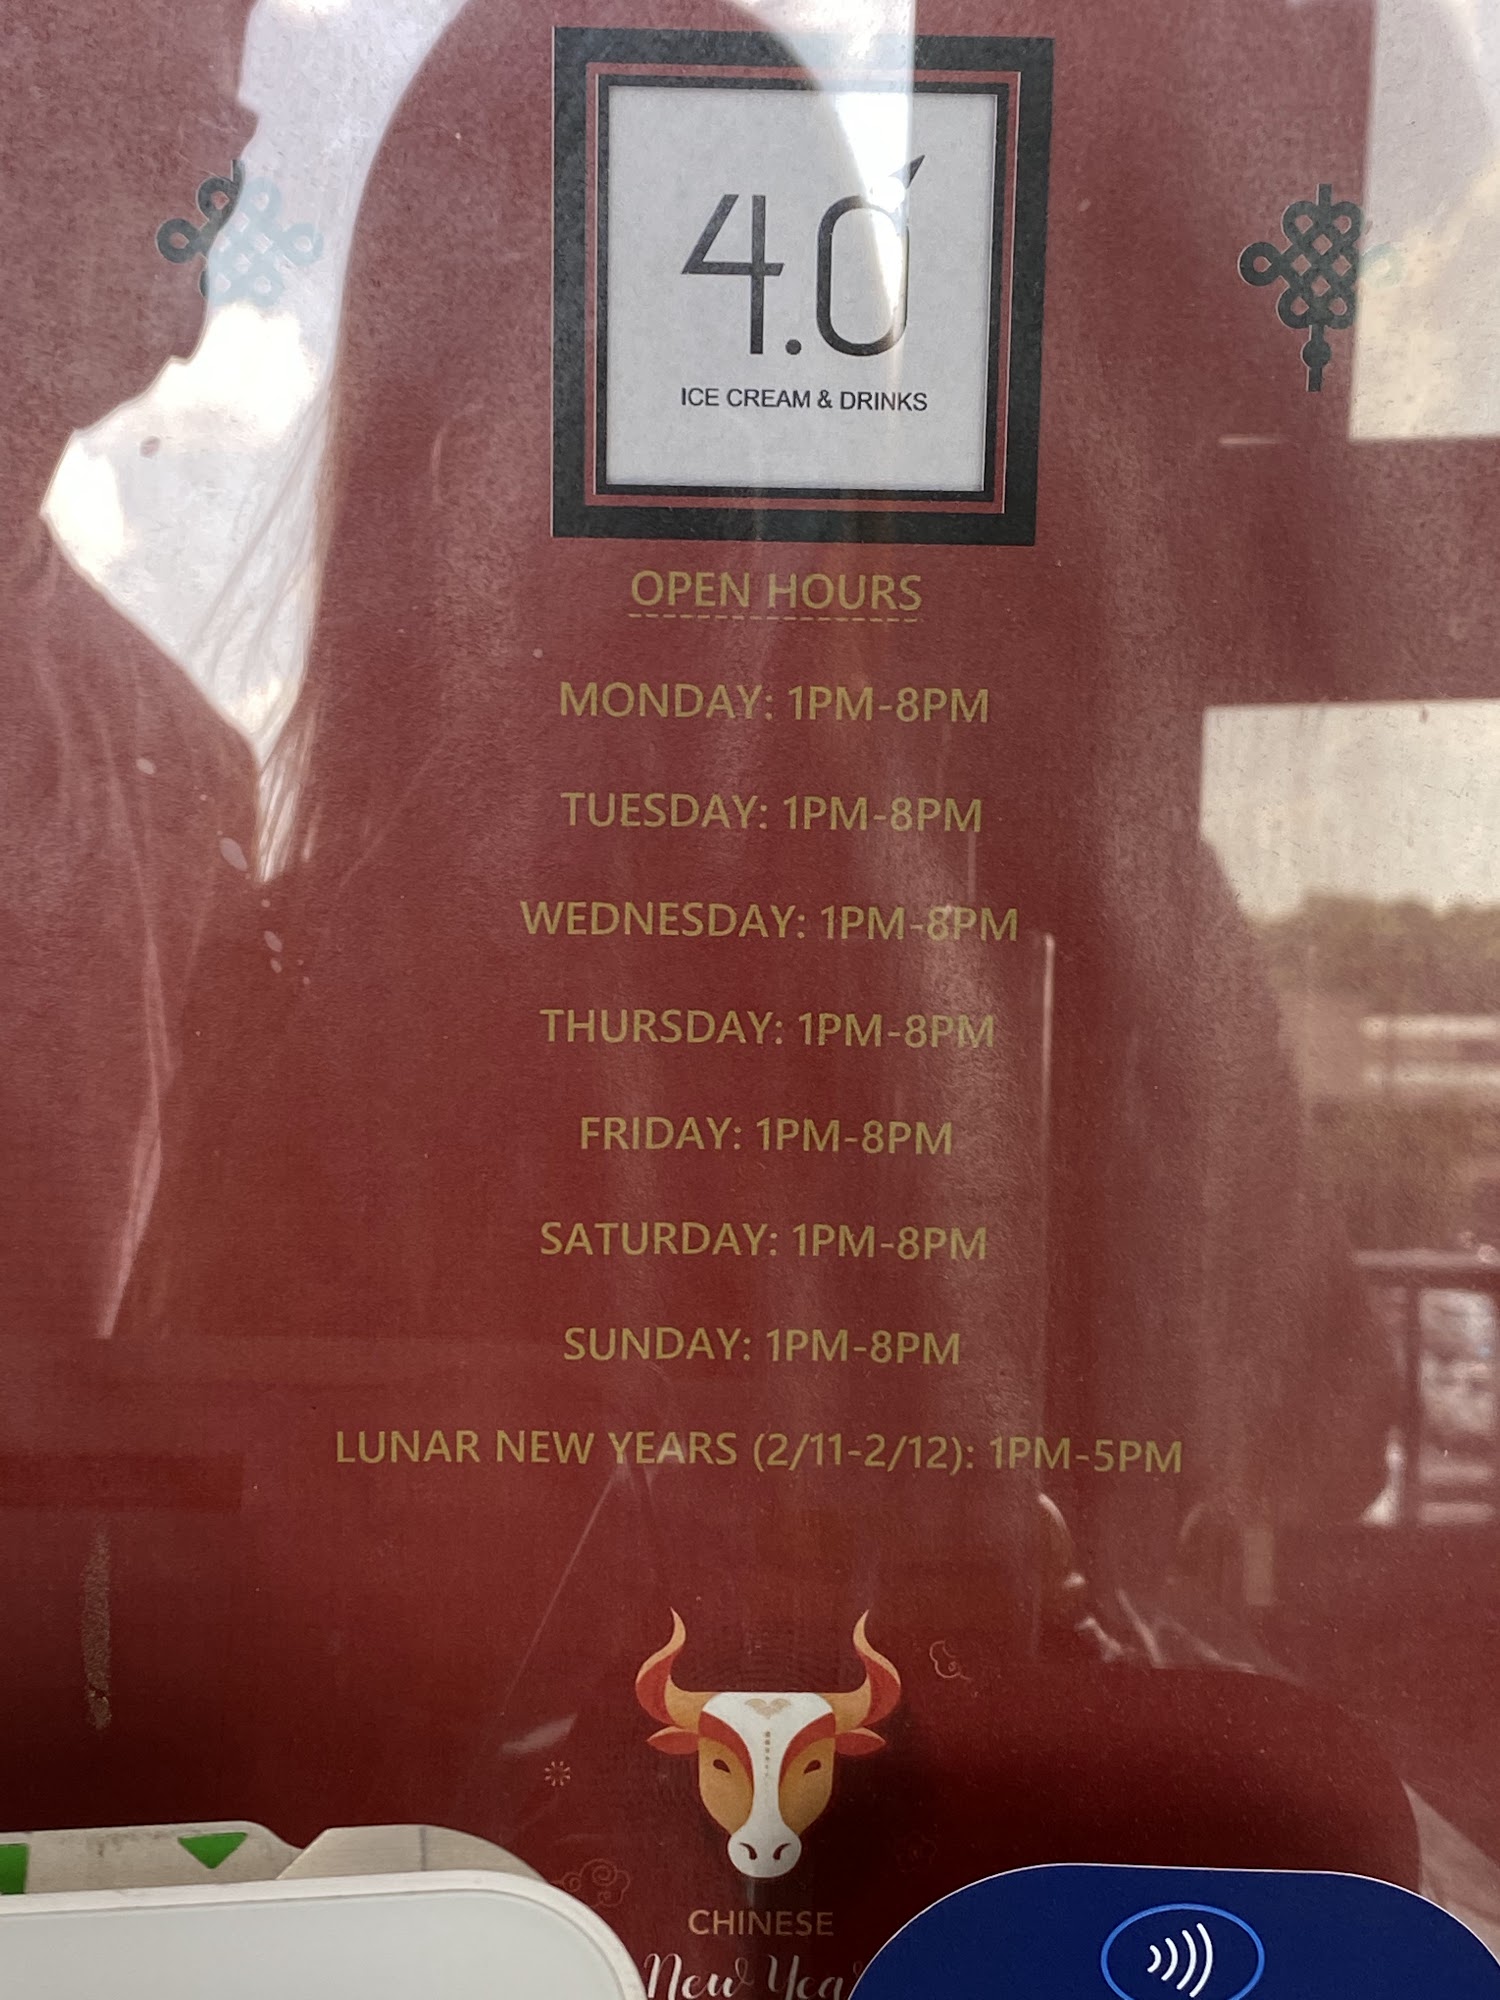 4.0
ICE CREAM & DRINKS
OPEN HOURS
MONDAY: 1PM-8PM
TUESDAY: 1PM-8PM
WEDNESDAY: 1PM-8PM
THURSDAY: 1PM-8PM
FRIDAY: 1PM-8PM
SATURDAY: 1PM-8PM
SUNDAY: 1PM-8PM
LUNAR NEW YEARS (2/11-2/12): 1PM-5PM
CHINESE
New